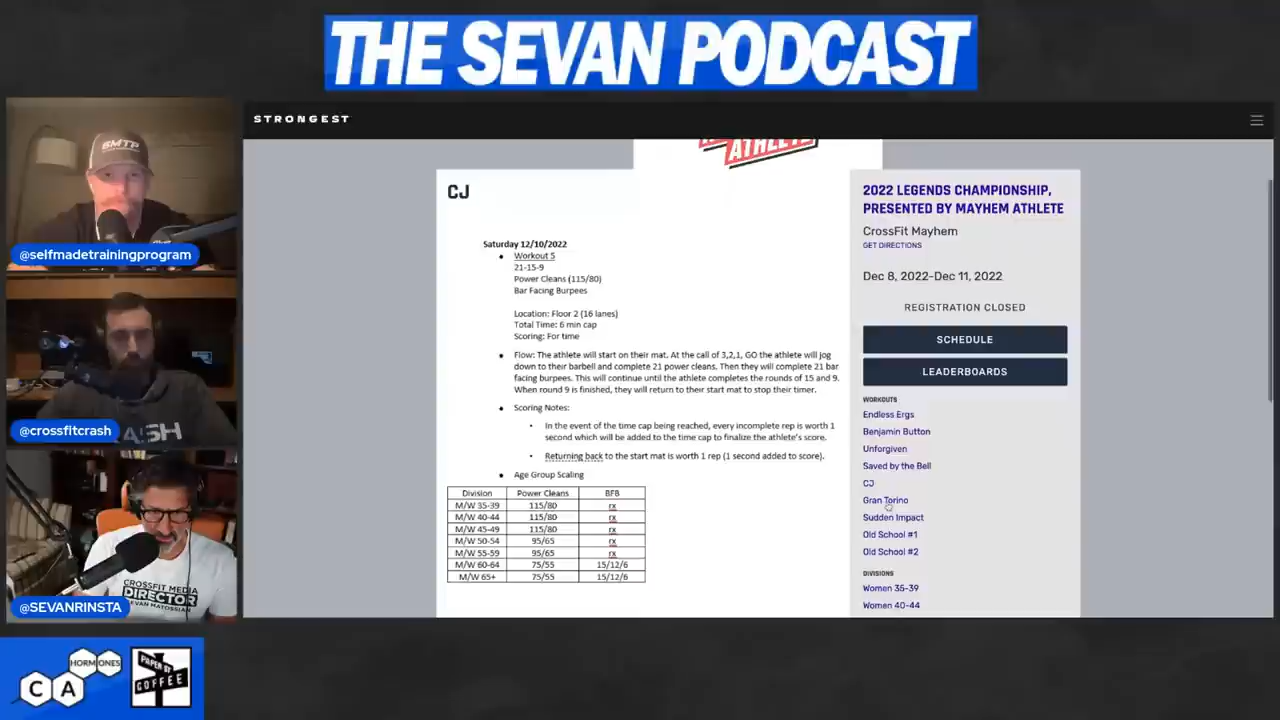 THE SEVAN PODCAST
SMTP
@selfmadetrainingprogram
ASH
@crossfitcrash
CROSSFIT MEDIA
DIRECTOR
SEVAN MATOSSIAN
@SEVANRINSTA
HORMONES
CA
PAPER ST
COFFEE
STRONGEST
ATHLETE
CJ
Saturday 12/10/2022
• Workout 5
21-15-9
Power Cleans (115/80)
Bar Facing Burpees
Location: Floor 2 (16 lanes)
Total Time: 6 min cap
Scoring: For time
• Flow: The athlete will start on their mat. At the call of 3,2,1, GO the athlete will jog
down to their barbell and complete 21 power cleans. Then they will complete 21 bar
facing burpees. This will continue until the athlete completes the rounds of 15 and 9.
When round 9 is finished, they will return to their start mat to stop their timer.
• Scoring Notes:
• In the event of the time cap being reached, every incomplete rep is worth 1
second which will be added to the time cap to finalize the athlete's score.
• Returning back to the start mat is worth 1 rep (1 second added to score).
• Age Group Scaling
Division Power Cleans BFB
M/W 35-39 115/80 rx
M/W 40-44 115/80 rx
M/W 45-49 115/80 rx
M/W 50-54 95/65 rx
M/W 55-59 95/65 rx
M/W 60-64 75/55 15/12/6
M/W 65+ 75/55 15/12/6
2022 LEGENDS CHAMPIONSHIP,
PRESENTED BY MAYHEM ATHLETE
CrossFit Mayhem
GET DIRECTIONS
Dec 8, 2022-Dec 11, 2022
REGISTRATION CLOSED
SCHEDULE
LEADERBOARDS
WORKOUTS
Endless Ergs
Benjamin Button
Unforgiven
Saved by the Bell
CJ
Gran Torino
Sudden Impact
Old School #1
Old School #2
DIVISIONS
Women 35-39
Women 40-44